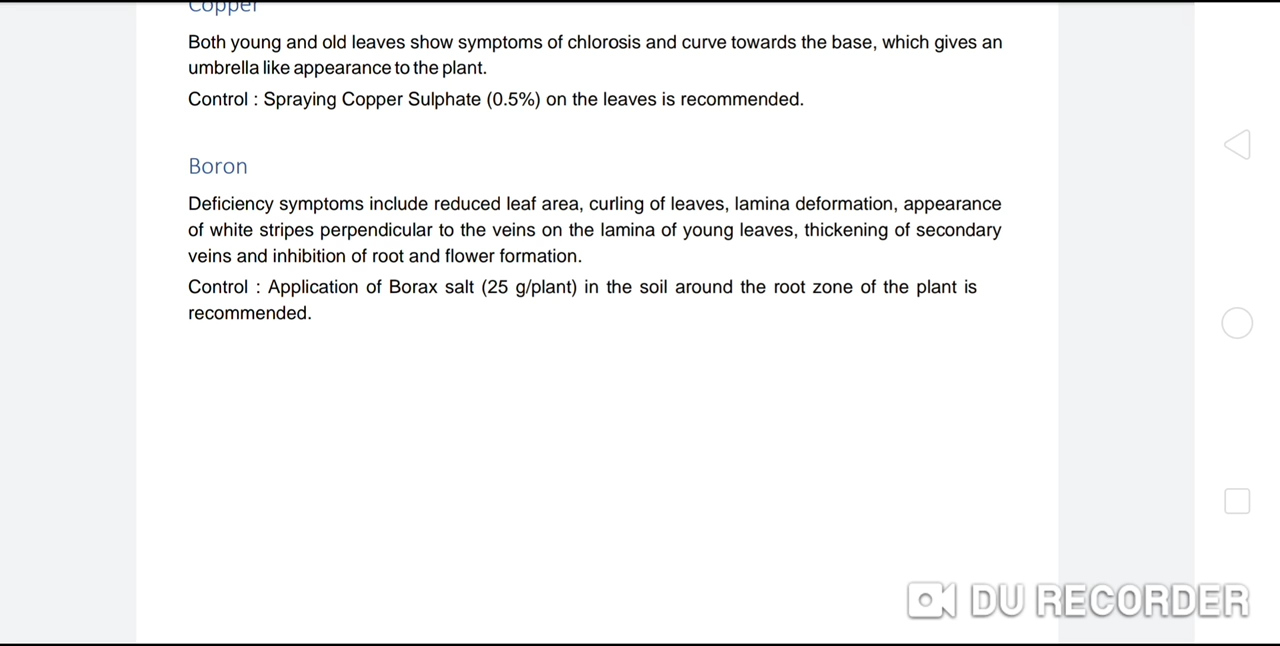 Copper
Both young and old leaves show symptoms of chlorosis and curve towards the base, which gives an
umbrella like appearance to the plant.
Control : Spraying Copper Sulphate (0.5%) on the leaves is recommended.
Boron
Deficiency symptoms include reduced leaf area, curling of leaves, lamina deformation, appearance
of white stripes perpendicular to the veins on the lamina of young leaves, thickening of secondary
veins and inhibition of root and flower formation.
Control : Application of Borax salt (25 g/plant) in the soil around the root zone of the plant is
recommended.
DU RECORDER